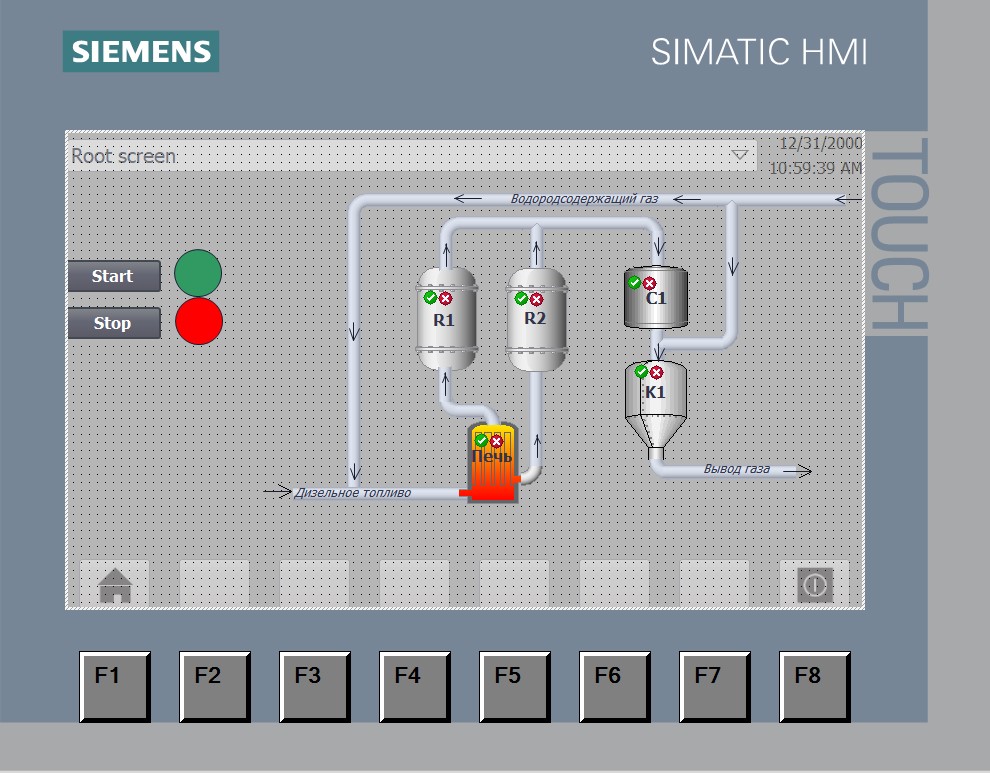 SIEMENS
SIMATIC HMI
TOUCH
Root screen
12/31/2000
10:59:39 AM
Водородсодержащий газ
Start
Stop
R1
R2
C1
K1
Печь
Вывод газа
Дизельное топливо
F1
F2
F3
F4
F5
F6
F7
F8